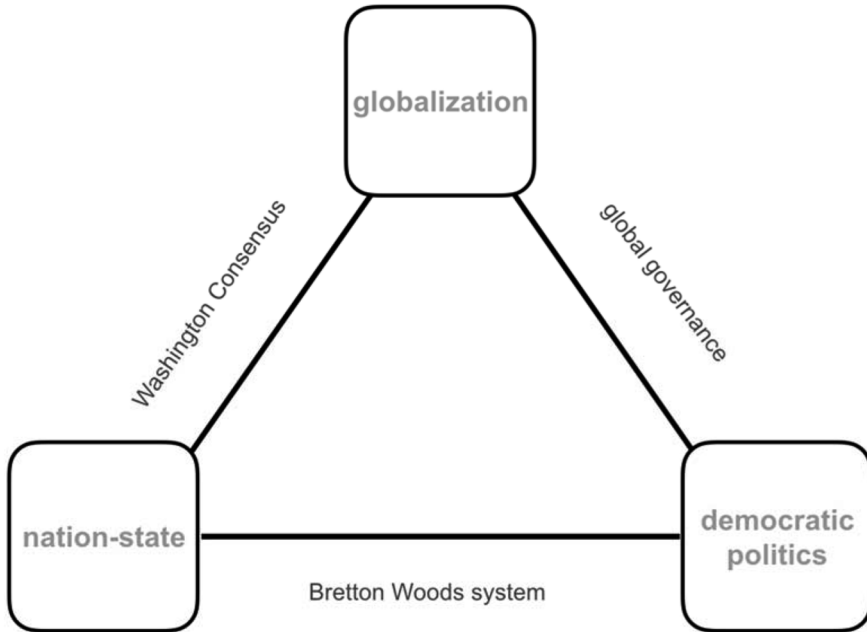 globalization
Washington Consensus
global governance
nation-state
democratic
politics
Bretton Woods system